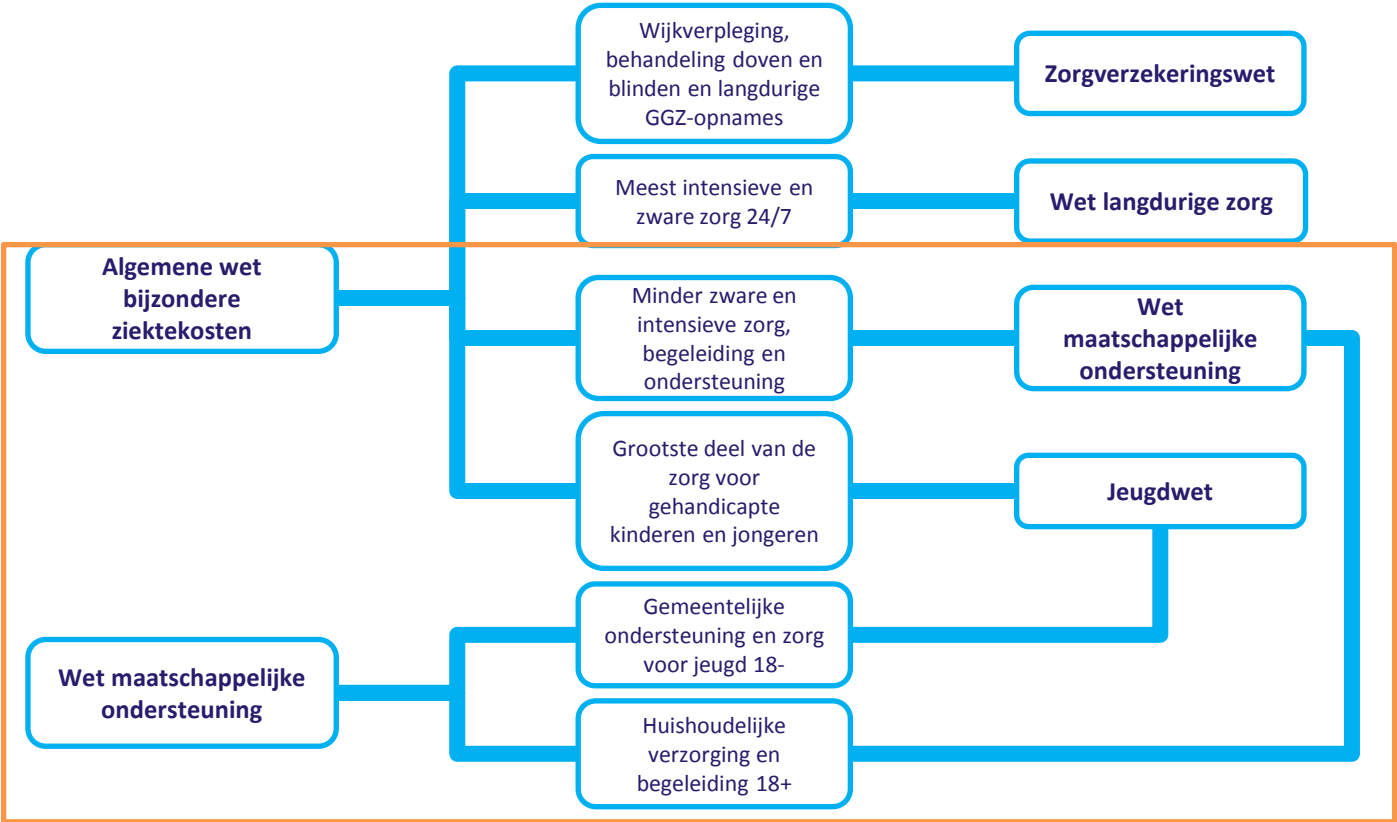 Wijkverpleging,
behandeling doven en
blinden en langdurige
GGZ-opnames
Zorgverzekeringswet
Meest intensieve en
zware zorg 24/7
Wet langdurige zorg
Algemene wet
bijzondere
ziektekosten
Minder zware en
intensieve zorg,
begeleiding en
ondersteuning
Wet
maatschappelijke
ondersteuning
Grootste deel van de
zorg voor
gehandicapte
kinderen en jongeren
Jeugdwet
Wet maatschappelijke
ondersteuning
Gemeentelijke
ondersteuning en zorg
voor jeugd 18-
Huishoudelijke
verzorging en
begeleiding 18+